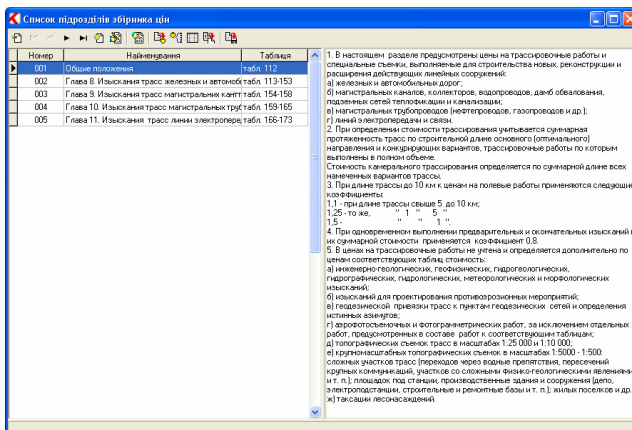 Список підрозділів збірника цін
Номер Найменування Таблиця
001 Общие положения табл. 112
002 Глава 8. Изыскания трасс железных и автомоби табл. 113-153
003 Глава 9. Изыскания трасс магистральных кант табл. 154-158
004 Глава 10. Изыскания трасс магистральных труб табл. 159-165
005 Глава 11. Изыскания трасс линии электропере табл. 166-173
1. В настоящем разделе предусмотрены цены на трассировочные работы и
специальные съемки, выполняемые для строительства новых, реконструкции и
расширения действующих линейных сооружений:
а) железных и автомобильных дорог;
б) магистральных каналов, коллекторов, водопроводов, дамб обвалования,
подземных сетей теплофикации и канализации;
в) магистральных трубопроводов (нефтепроводов, газопроводов и др.);
г) линий электропередачи и связи.
2. При определении стоимости трассирования учитывается суммарная
протяженность трасс по строительной длине основного (оптимального)
направления и конкурирующих вариантов, трассировочные работы по которым
выполнены в полном объеме.
Стоимость камерального трассирования определяется по суммарной длине всех
намеченных вариантов трассы.
3. При длине трассы до 10 км к ценам на полевые работы применяются следующие
коэффициенты:
1,1 - при длине трассы свыше 5 до 10 км;
1,25 - то же, " 1 " 5 "
1,5 - " " 1 ".
4. При одновременном выполнении предварительных и окончательных изысканий к
их суммарной стоимости применяется коэффициент 0,8.
5. В ценах на трассировочные работы не учтена и определяется дополнительно по
ценам соответствующих таблиц стоимость:
а) инженерно-геологических, геофизических, гидрогеологических,
гидрографических, гидрологических, метеорологических и морфологических
изысканий;
б) изысканий для проектирования противоэрозионных мероприятий;
в) геодезической привязки трасс к пунктам геодезических сетей и определения
истинных азимутов;
г) аэрофотосъемочных и фотограмметрических работ, за исключением отдельных
работ, предусмотренных в составе работ к соответствующим таблицам;
д) топографических съемок трасс в масштабах 1:25 000 и 1:10 000;
е) крупномасштабных топографических съемок в масштабах 1:5000 - 1:500:
сложных участков трасс (переходов через водные препятствия, пересечений
крупных коммуникаций, участков со сложными физико-геологическими явлениями
и т. п.); площадок под станции, производственные здания и сооружения (депо,
электроподстанции, строительные и ремонтные базы и т. п.); жилых поселков и др.
ж) таксации лесонасаждений.